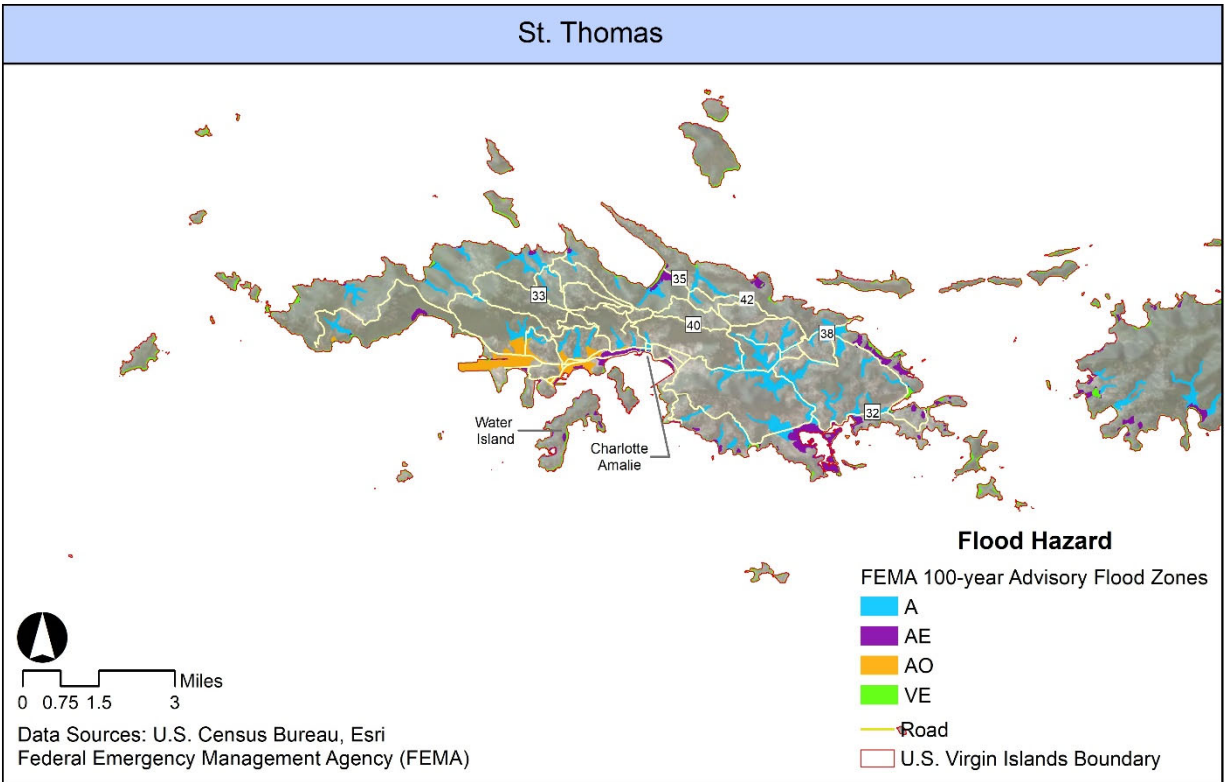 St. Thomas
35
33
42
40
38
32
Water
Island
Charlotte
Amalie
Flood Hazard
FEMA 100-year Advisory Flood Zones
A
AE
AO
VE
Road
U.S. Virgin Islands Boundary
Miles
0 0.75 1.5 3
Data Sources: U.S. Census Bureau, Esri
Federal Emergency Management Agency (FEMA)